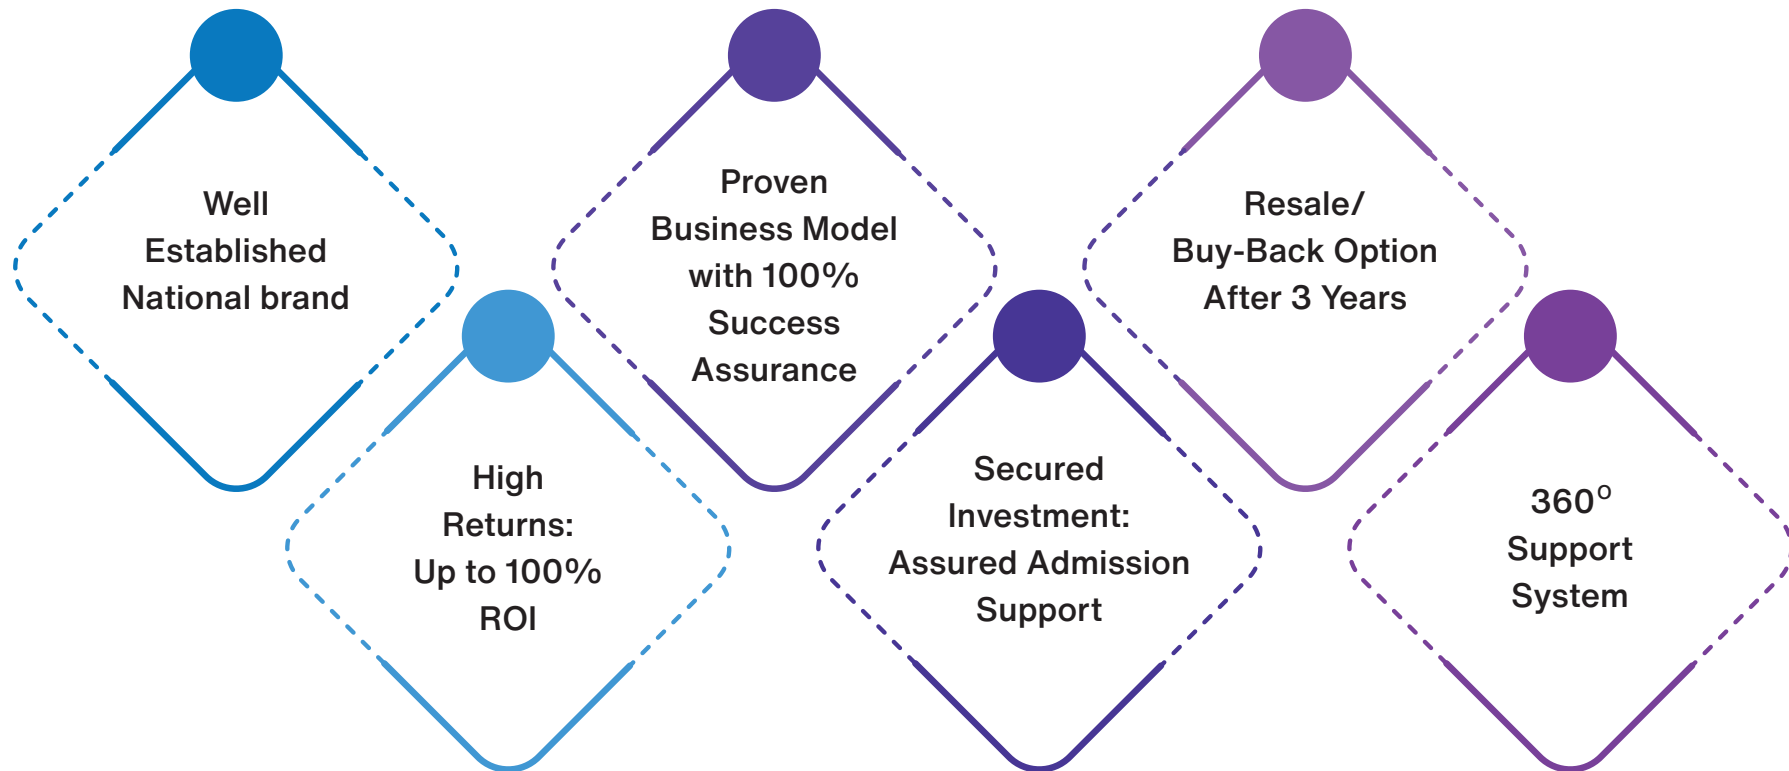 Well
Established
National brand
High
Returns:
Up to 100%
ROI
Proven
Business Model
with 100%
Success
Assurance
Secured
Investment:
Assured Admission
Support
Resale/
Buy-Back Option
After 3 Years
360°
Support
System